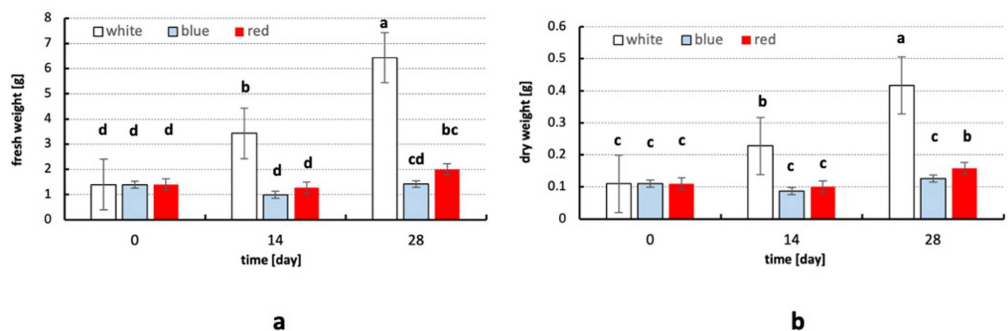 fresh weight [g]
8
7
6
5
4
3
2
1
0
white blue red
d d d
b
d d
a
cd
bc
0 14 28
time [day]
a
dry weight [g]
0.6
0.5
0.4
0.3
0.2
0.1
0
white blue red
c c c
b
c c
a
c
b
0 14 28
time [day]
b